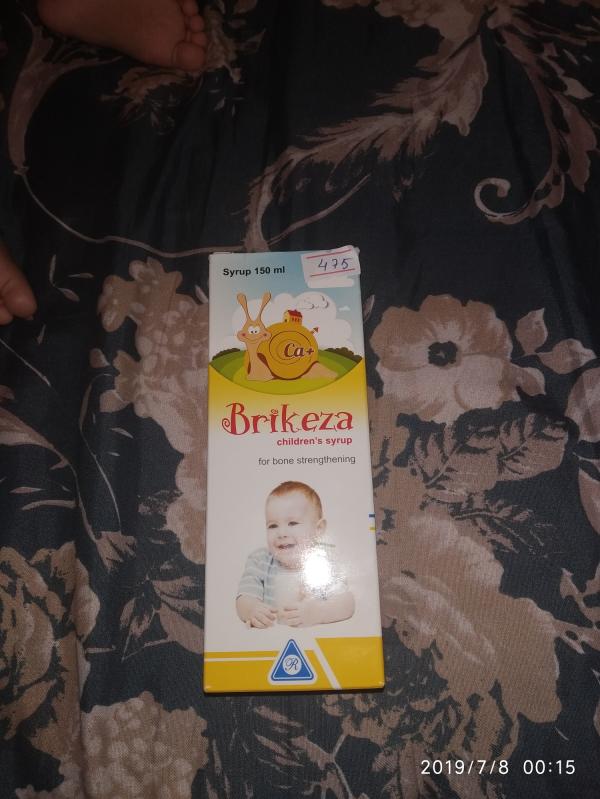 Syrup 150 ml
475
Ca+
Brikeza
children's syrup
for bone strengthening
R
2019/7/8 00:15